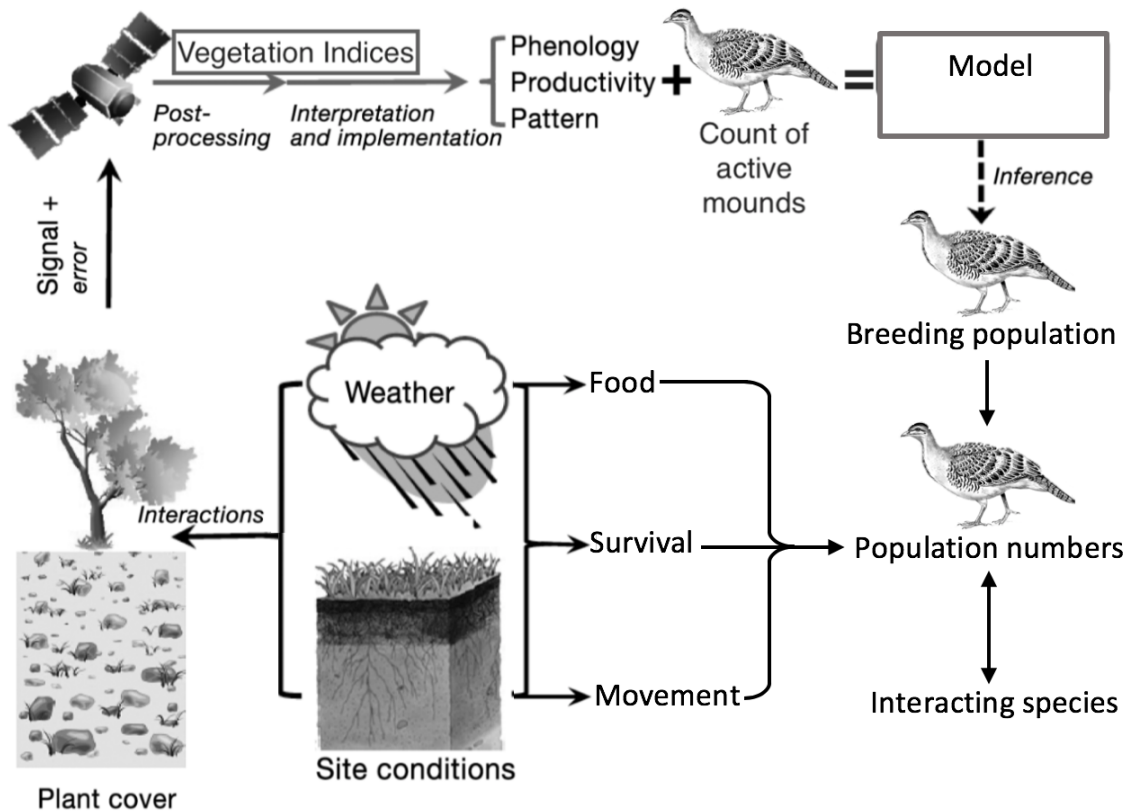 Vegetation Indices
Post-
processing
Interpretation
and implementation
Phenology
Productivity
Pattern
+
=
Model
Count of
active
mounds
Inference
Signal +
error
Breeding population
Weather
Food
Interactions
Survival
Population numbers
Movement
Interacting species
Site conditions
Plant cover